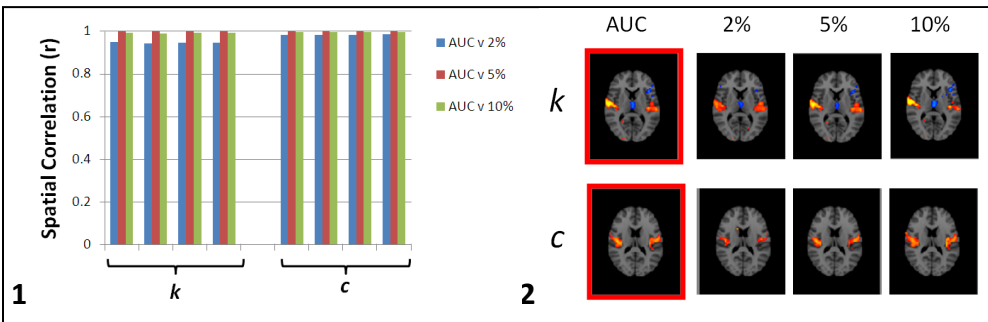 Spatial Correlation (r)
1
0.8
0.6
0.4
0.2
0
AUC v 2%
AUC v 5%
AUC v 10%
k
c
1
AUC 2% 5% 10%
k
c
2